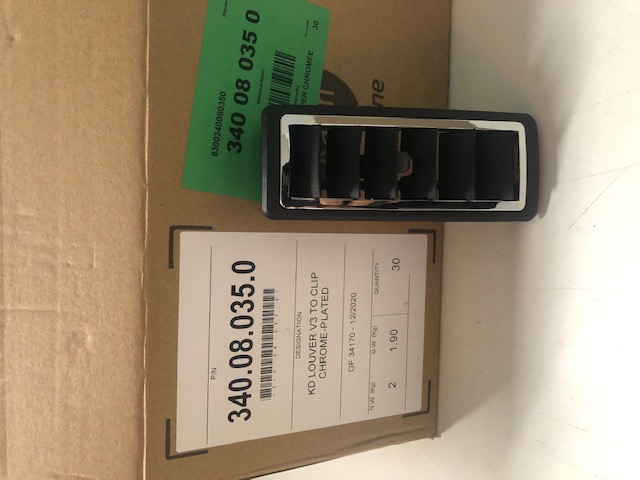 30
340 08 035 0
8300340080350
P/N
340.08.035.0
DESIGNATION
KD LOUVER V3 TO CLIP
CHROME-PLATED
OF 34170 - 12/2020
N.W. (Kg) G.W. (Kg) QUANTITY
2 1.90 30